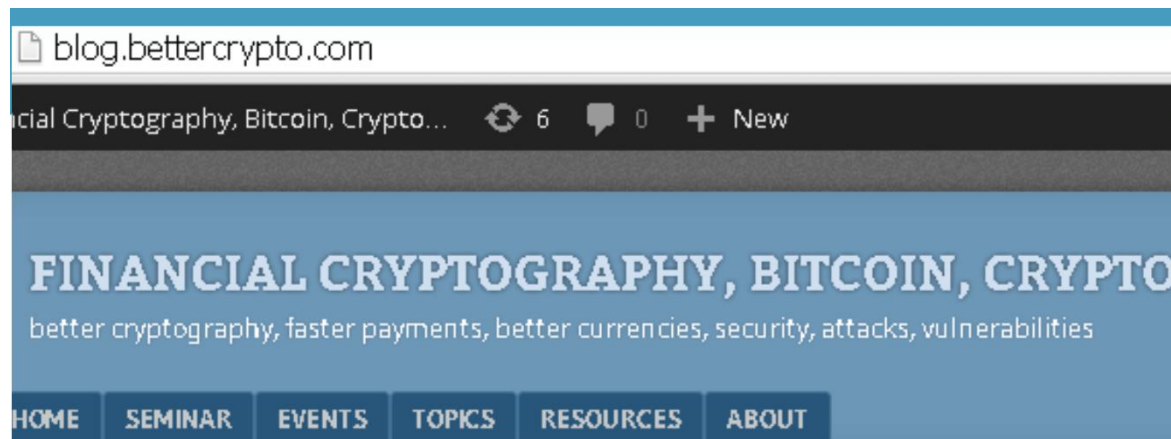 blog.bettercrypto.com
ncial Cryptography, Bitcoin, Crypto... 6 0 New
FINANCIAL CRYPTOGRAPHY, BITCOIN, CRYPTO
better cryptography, faster payments, better currencies, security, attacks, vulnerabilities
HOME SEMINAR EVENTS TOPICS RESOURCES ABOUT